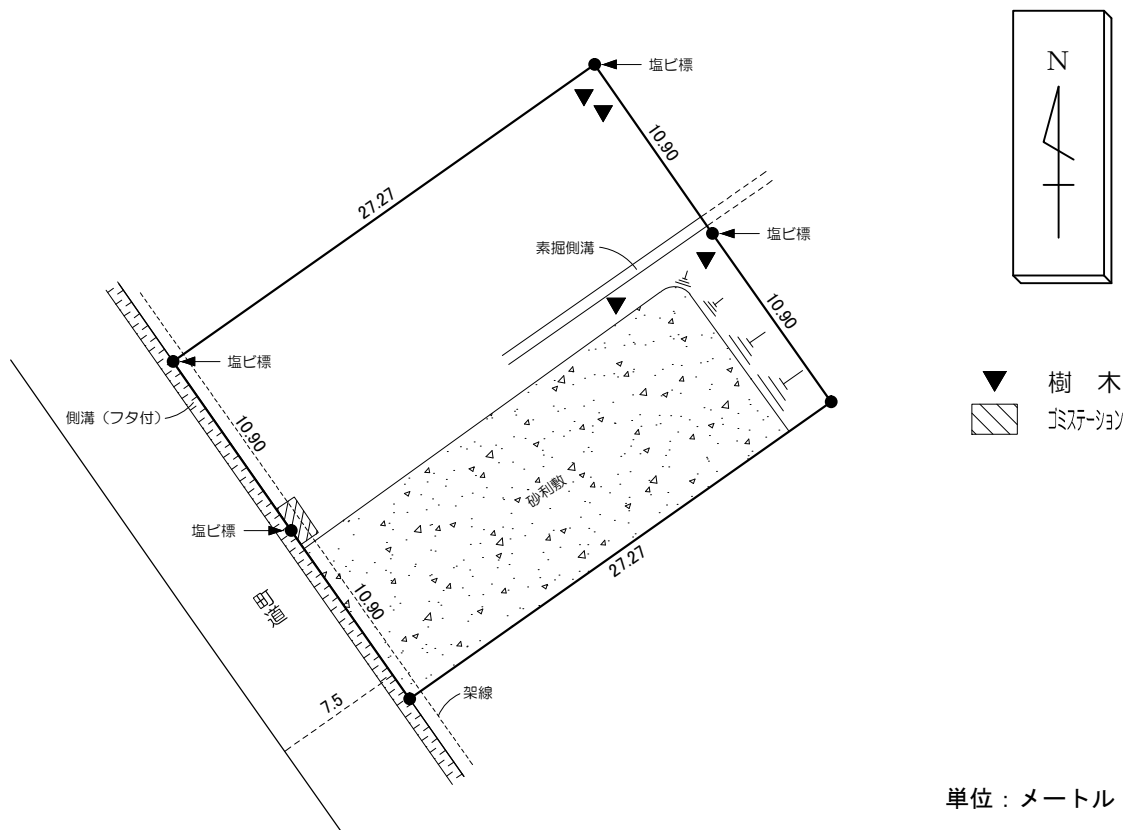 塩ビ標
N
10.90
27.27
塩ビ標
素掘側溝
10.90
塩ビ標
樹 木
側溝（フタ付）
10.90
ゴミステーション
砂利敷
塩ビ標
27.27
10.90
町道
架線
7.5
単位：メートル